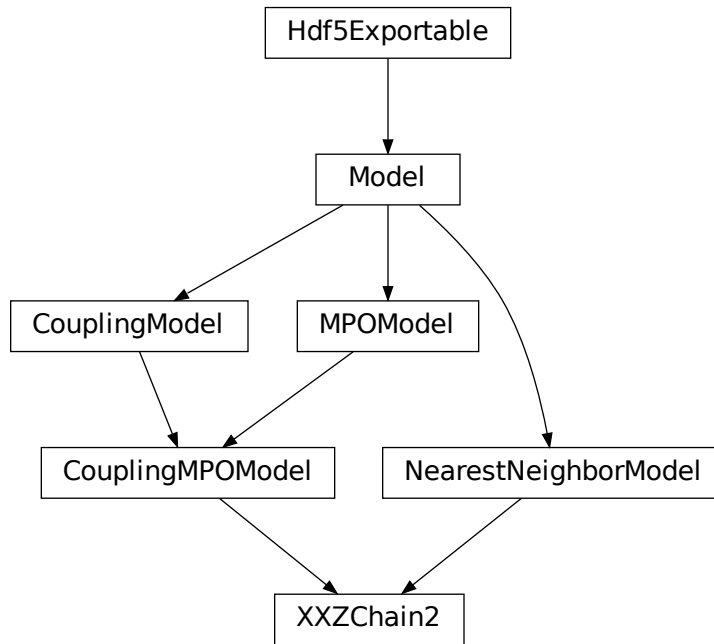 Hdf5Exportable
Model
CouplingModel
MPOModel
CouplingMPOModel
NearestNeighborModel
XXZChain2